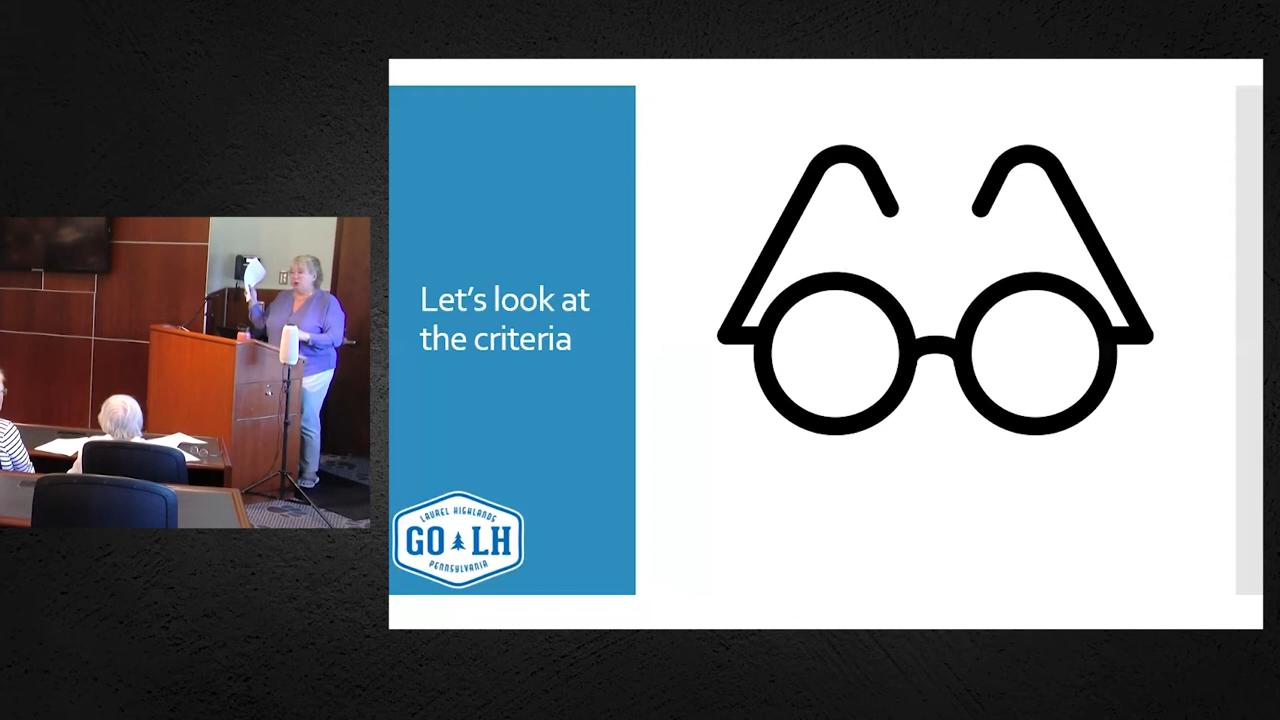 Let's look at
the criteria
LAUREL HIGHLANDS
GO LH
PENNSYLVANIA